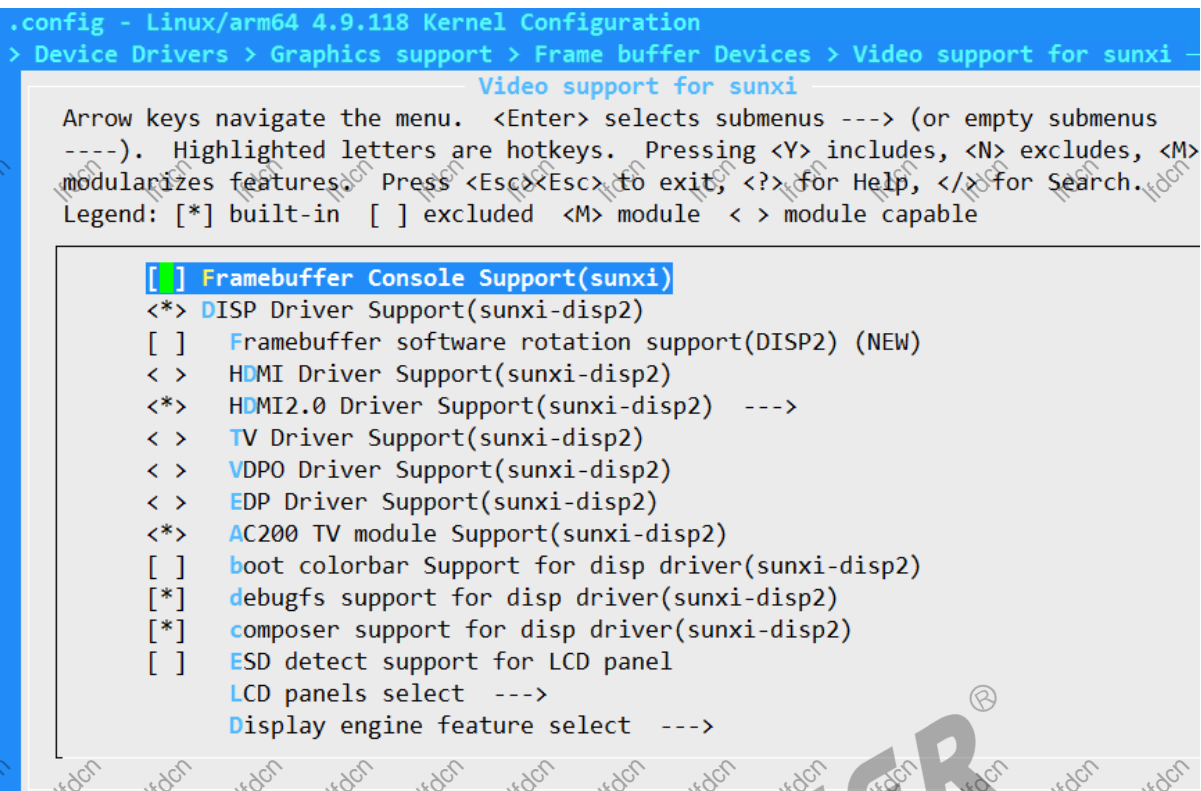 .config - Linux/arm64 4.9.118 Kernel Configuration
> Device Drivers > Graphics support > Frame buffer Devices > Video support for sunxi
Video support for sunxi
Arrow keys navigate the menu.  <Enter> selects submenus ---> (or empty submenus
----).  Highlighted letters are hotkeys.  Pressing <Y> includes, <N> excludes, <M>
modularizes features.  Press <Esc><Esc> to exit, <?> for Help, </> for Search.
Legend: [*] built-in  [ ] excluded  <M> module  < > module capable
[ ] Framebuffer Console Support(sunxi)
<*> DISP Driver Support(sunxi-disp2)
[ ]   Framebuffer software rotation support(DISP2) (NEW)
< >   HDMI Driver Support(sunxi-disp2)
<*>   HDMI2.0 Driver Support(sunxi-disp2)  --->
< >   TV Driver Support(sunxi-disp2)
< >   VDPO Driver Support(sunxi-disp2)
< >   EDP Driver Support(sunxi-disp2)
<*>   AC200 TV module Support(sunxi-disp2)
[ ]   boot colorbar Support for disp driver(sunxi-disp2)
[*]   debugfs support for disp driver(sunxi-disp2)
[*]   composer support for disp driver(sunxi-disp2)
[ ]   ESD detect support for LCD panel
LCD panels select  --->
Display engine feature select  --->